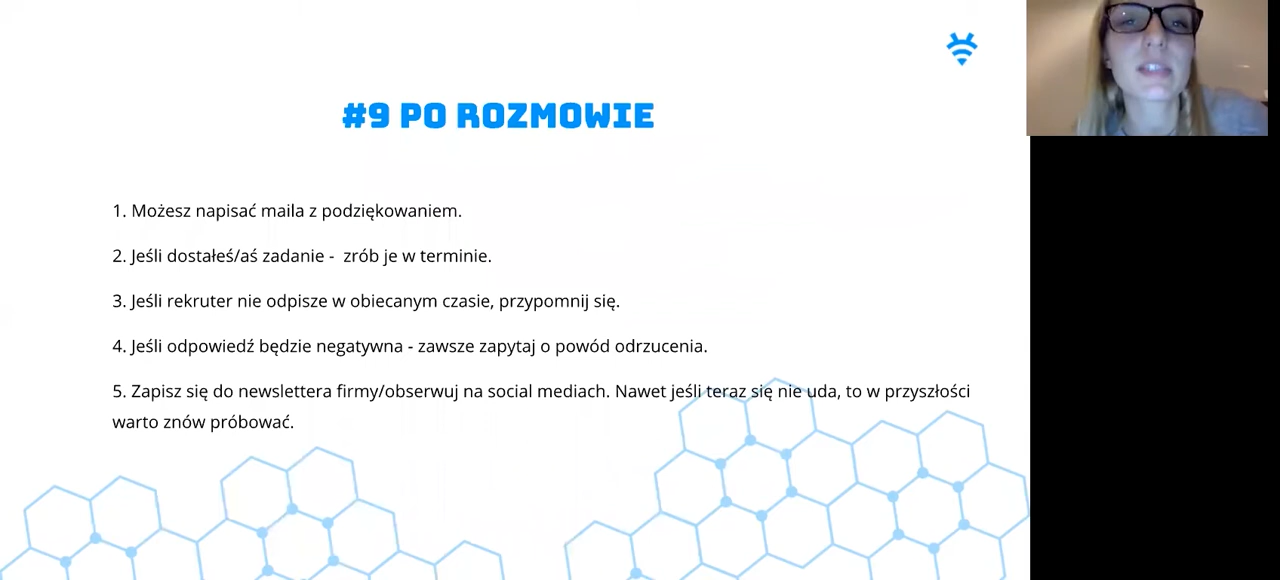 #9 PO ROZMOWIE
1. Możesz napisać maila z podziękowaniem.
2. Jeśli dostałeś/aś zadanie -  zrób je w terminie.
3. Jeśli rekruter nie odpisze w obiecanym czasie, przypomnij się.
4. Jeśli odpowiedź będzie negatywna - zawsze zapytaj o powód odrzucenia.
5. Zapisz się do newslettera firmy/obserwuj na social mediach. Nawet jeśli teraz się nie uda, to w przyszłości
warto znów próbować.